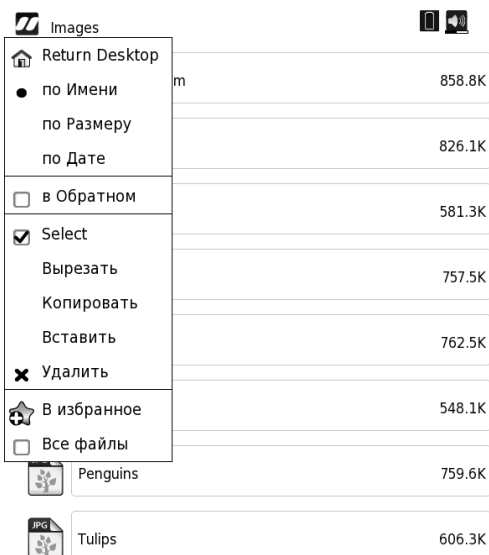 Images
Return Desktop
m 858.8K
по Имени
по Размеру
826.1K
по Дате
в Обратном
581.3K
Select
Вырезать
757.5K
Копировать
Вставить
762.5K
Удалить
В избранное
548.1K
Все файлы
Penguins 759.6K
JPG
Tulips 606.3K